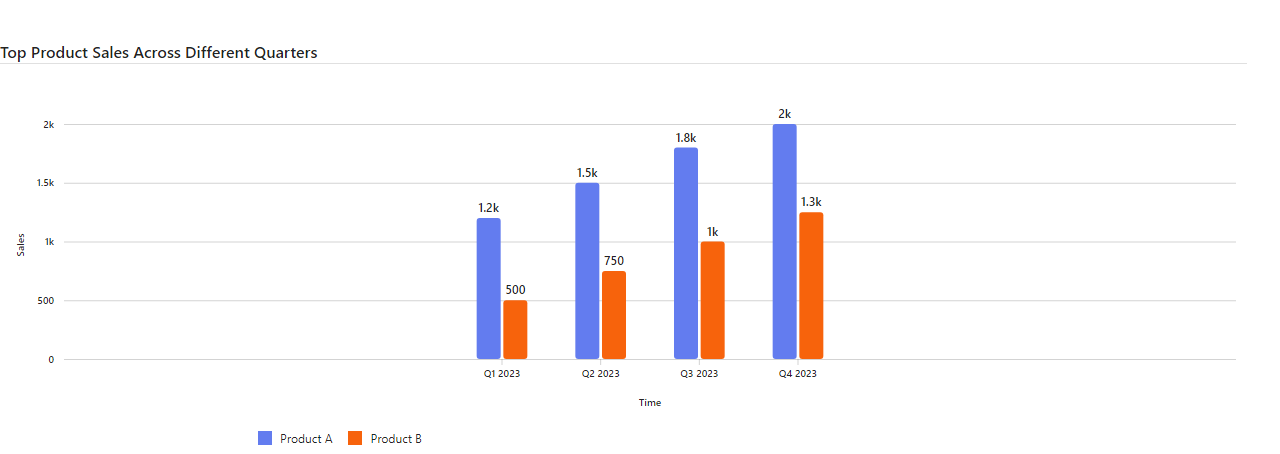 Top Product Sales Across Different Quarters
2k
1.5k
1k
500
0
Sales
1.2k
500
1.5k
750
1.8k
1k
2k
1.3k
Q1 2023 Q2 2023 Q3 2023 Q4 2023
Time
Product A Product B